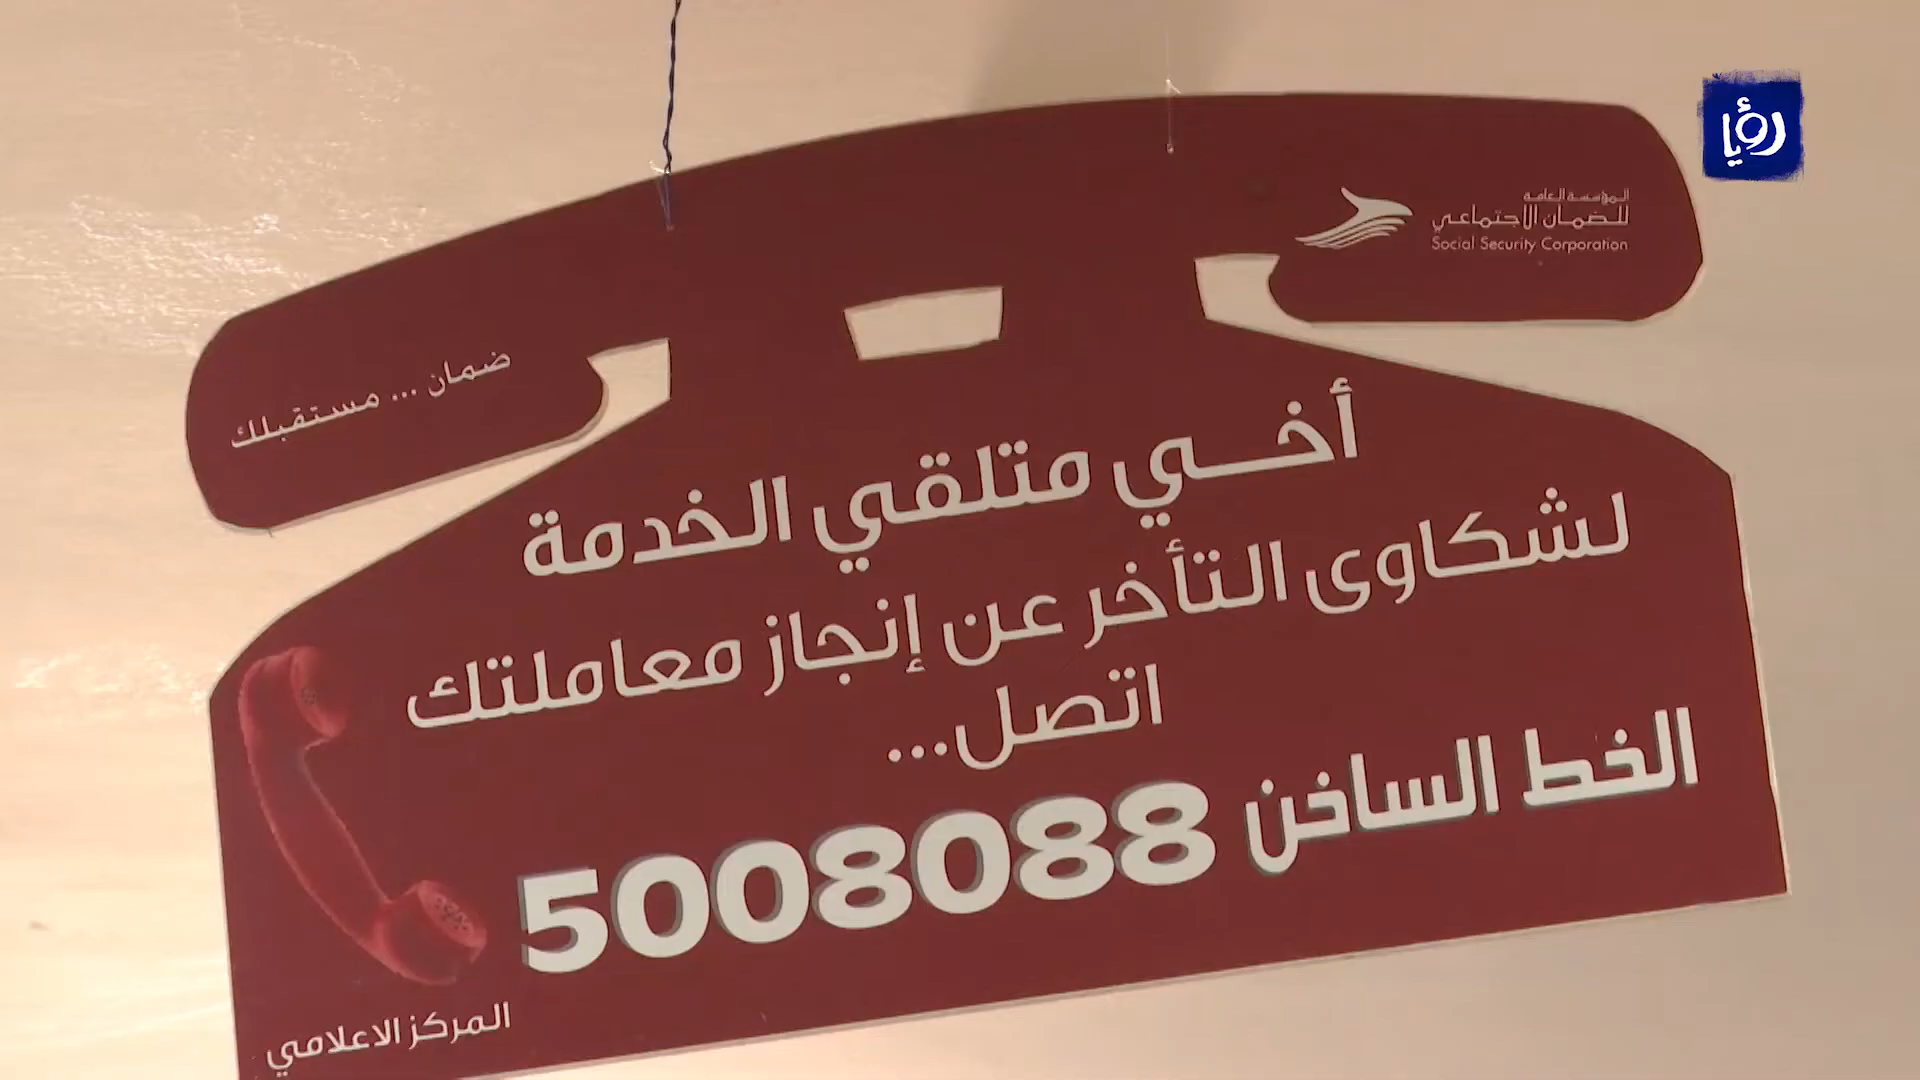 رؤيا
المؤسسة العامة
للضمان الاجتماعي
Social Security Corporation
ضمان ... مستقبلك
أخي متلقي الخدمة
لشكاوى التأخر عن إنجاز معاملتك
اتصل...
الخط الساخن 5008088
المركز الاعلامي